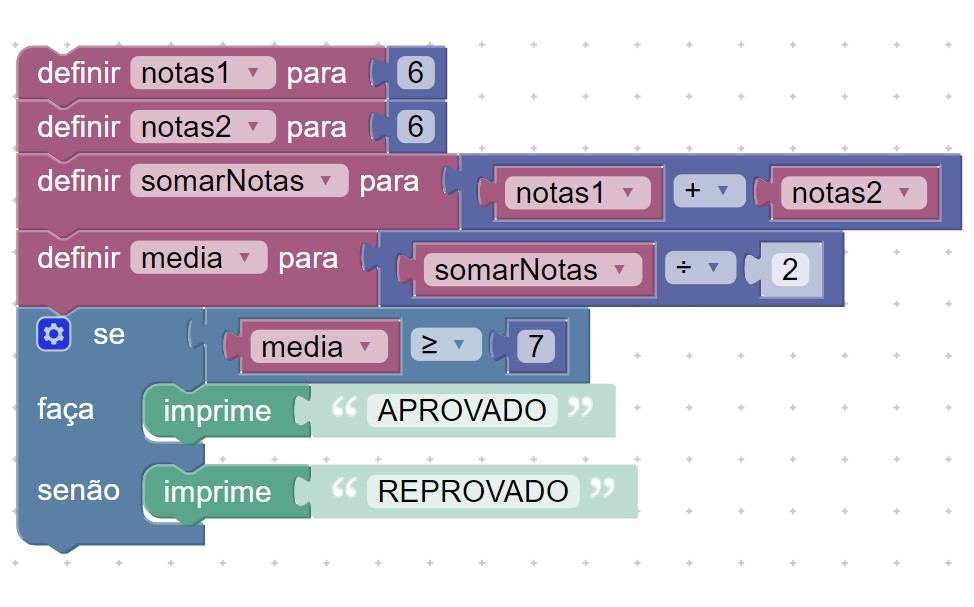 definir notas1 para 6
definir notas2 para 6
definir somarNotas para notas1 + notas2
definir media para somarNotas ÷ 2
se media ≥ 7
faça imprime “ APROVADO ”
senão imprime “ REPROVADO ”